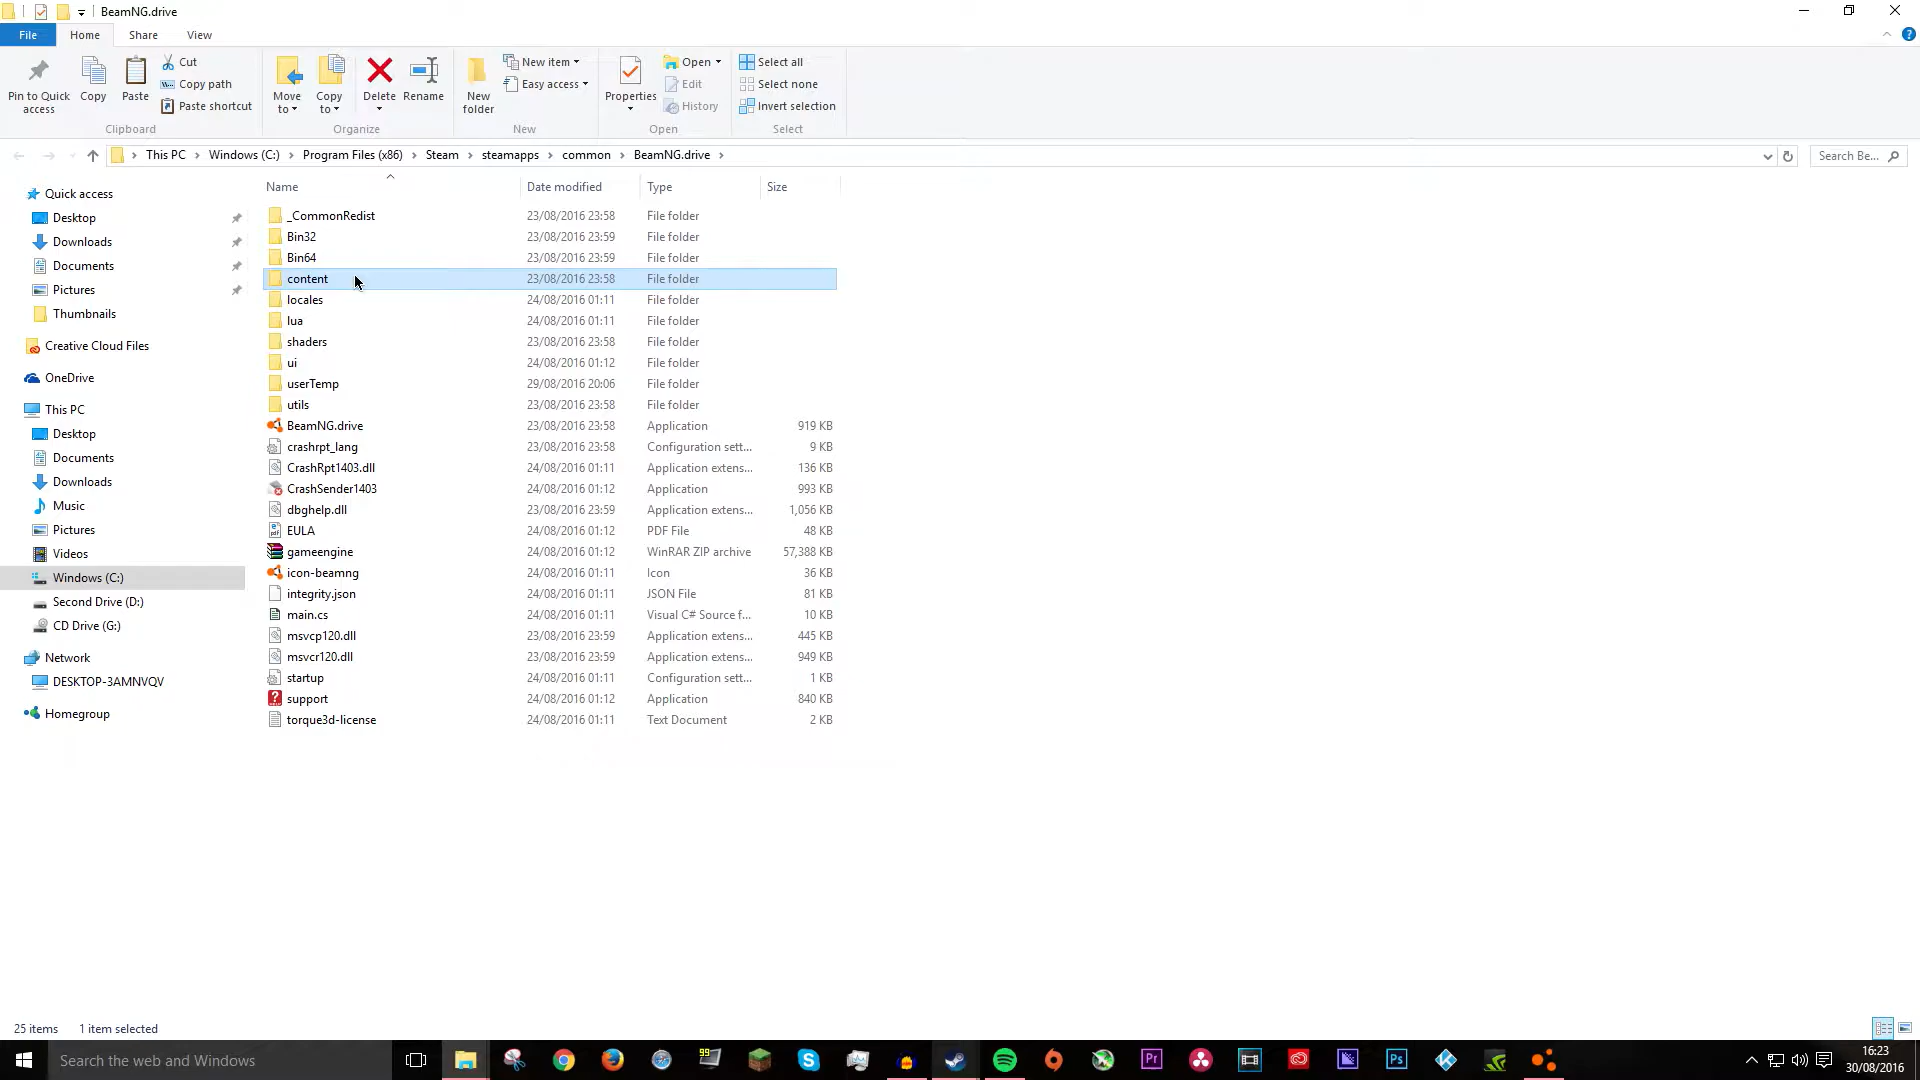 BeamNG.drive
File Home Share View
Pin to Quick access
Copy
Paste
Cut
Copy path
Paste shortcut
Clipboard
Move to
Copy to
Delete
Rename
Organize
New folder
New item
Easy access
New
Properties
Open
Edit
History
Open
Select all
Select none
Invert selection
Select
This PC > Windows (C:) > Program Files (x86) > Steam > steamapps > common > BeamNG.drive >
Search Be...
Quick access
Desktop
Downloads
Documents
Pictures
Thumbnails
Creative Cloud Files
OneDrive
This PC
Desktop
Documents
Downloads
Music
Pictures
Videos
Windows (C:)
Second Drive (D:)
CD Drive (G:)
Network
DESKTOP-3AMNVQV
Homegroup
Name Date modified Type Size
_CommonRedist 23/08/2016 23:58 File folder
Bin32 23/08/2016 23:59 File folder
Bin64 23/08/2016 23:59 File folder
content 23/08/2016 23:58 File folder
locales 24/08/2016 01:11 File folder
lua 24/08/2016 01:11 File folder
shaders 23/08/2016 23:58 File folder
ui 24/08/2016 01:12 File folder
userTemp 29/08/2016 20:06 File folder
utils 23/08/2016 23:58 File folder
BeamNG.drive 23/08/2016 23:58 Application 919 KB
crashrpt_lang 23/08/2016 23:58 Configuration sett... 9 KB
CrashRpt1403.dll 24/08/2016 01:11 Application extens... 136 KB
CrashSender1403 24/08/2016 01:12 Application 993 KB
dbghelp.dll 23/08/2016 23:59 Application extens... 1,056 KB
EULA 24/08/2016 01:12 PDF File 48 KB
gameengine 24/08/2016 01:12 WinRAR ZIP archive 57,388 KB
icon-beamng 24/08/2016 01:11 Icon 36 KB
integrity.json 24/08/2016 01:11 JSON File 81 KB
main.cs 24/08/2016 01:11 Visual C# Source f... 10 KB
msvcp120.dll 23/08/2016 23:59 Application extens... 445 KB
msvcr120.dll 23/08/2016 23:59 Application extens... 949 KB
startup 24/08/2016 01:11 Configuration sett... 1 KB
support 24/08/2016 01:12 Application 840 KB
torque3d-license 24/08/2016 01:11 Text Document 2 KB
25 items 1 item selected
Search the web and Windows
99
Pr
Ps
16:23
30/08/2016